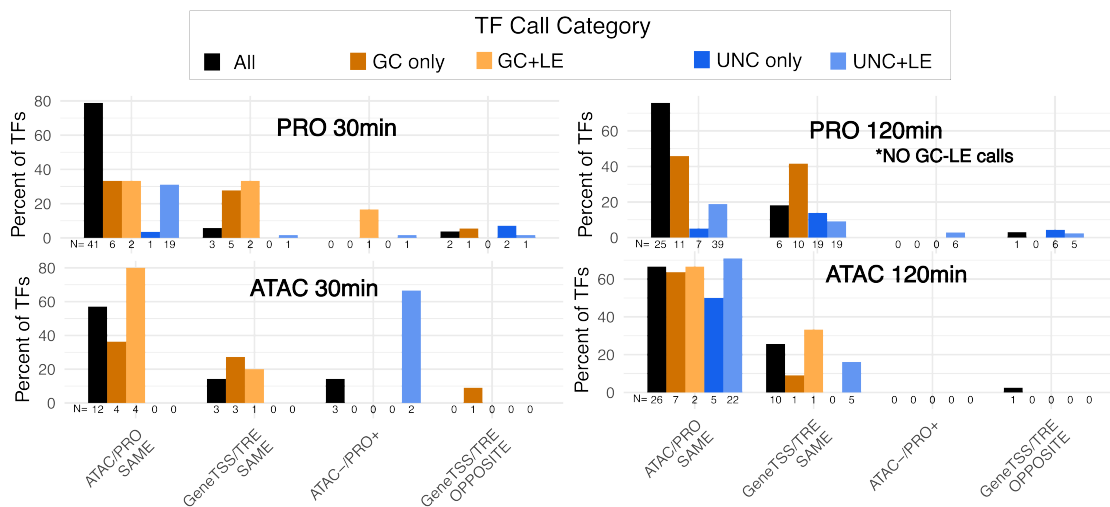 TF Call Category
All GC only GC+LE UNC only UNC+LE
PRO 30min
Percent of TFs
80
60
40
20
0
N= 41 6 2 1 19 3 5 2 0 1 0 0 1 0 1 2 1 0 2 1
PRO 120min
*NO GC-LE calls
Percent of TFs
60
40
20
0
N= 25 11 7 39 6 10 19 19 0 0 0 6 1 0 6 5
ATAC 30min
Percent of TFs
80
60
40
20
0
N= 12 4 4 0 0 3 3 1 0 0 3 0 0 0 2 0 1 0 0 0
ATAC/PRO
SAME
GeneTSS/TRE
SAME
ATAC−/PRO+
GeneTSS/TRE
OPPOSITE
ATAC 120min
Percent of TFs
60
40
20
0
N= 26 7 2 5 22 10 1 1 0 5 0 0 0 0 0 1 0 0 0 0
ATAC/PRO
SAME
GeneTSS/TRE
SAME
ATAC−/PRO+
GeneTSS/TRE
OPPOSITE